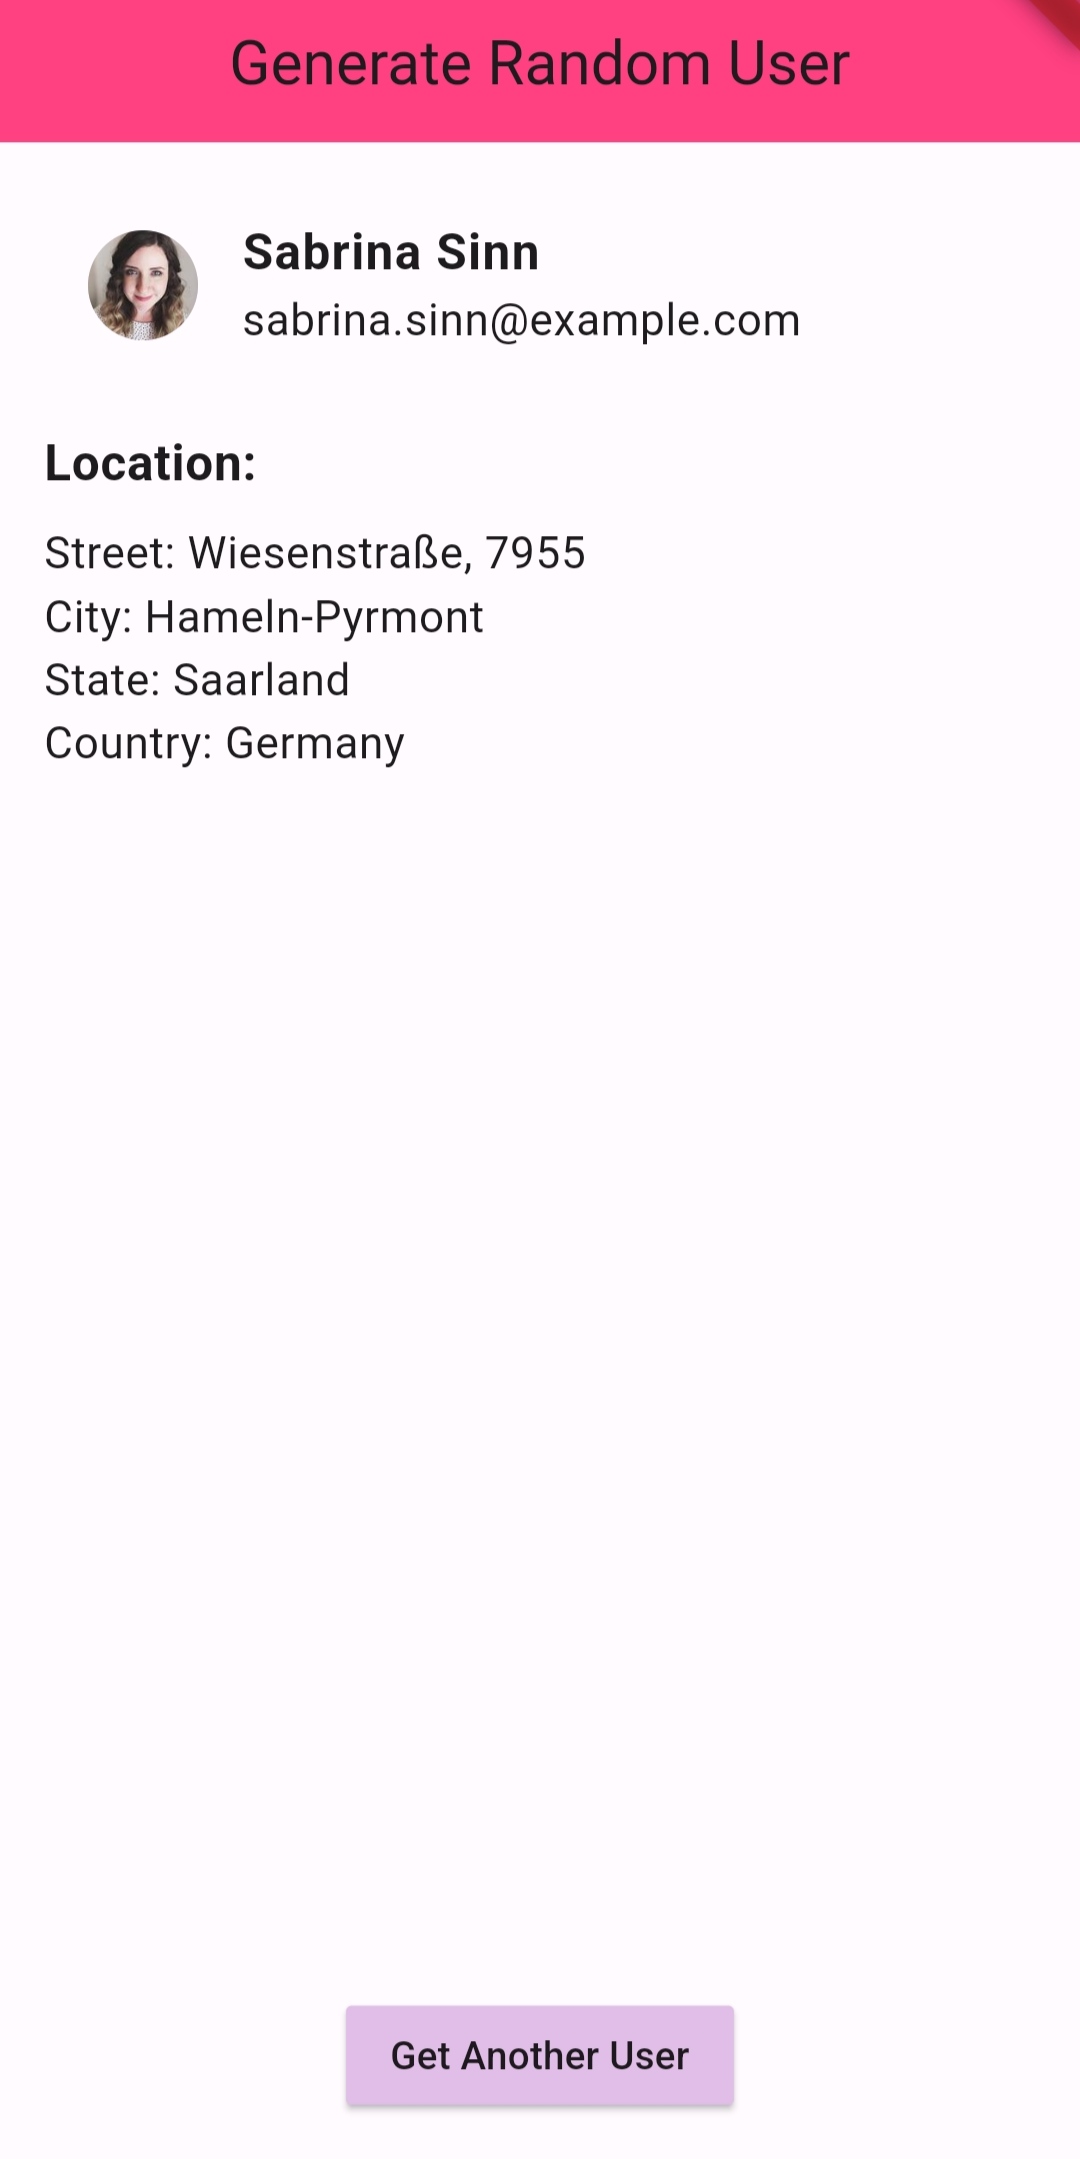 Generate Random User
Sabrina Sinn
sabrina.sinn@example.com
Location:
Street: Wiesenstraße, 7955
City: Hameln-Pyrmont
State: Saarland
Country: Germany
Get Another User